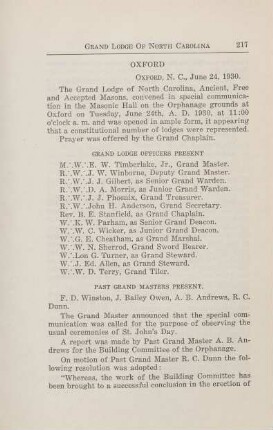 GRAND LODGE OF NORTH CAROLINA 217
OXFORD
OXFORD, N. C., June 24, 1930.
The Grand Lodge of North Carolina, Ancient, Free
and Accepted Masons, convened in special communica-
tion in the Masonic Hall on the Orphanage grounds at
Oxford on Tuesday, June 24th, A. D. 1930, at 11:00
o'clock a. m. and was opened in ample form, it appearing
that a constitutional number of lodges were represented.
Prayer was offered by the Grand Chaplain.
GRAND LODGE OFFICERS PRESENT
M.∴W.∴E. W. Timberlake, Jr., Grand Master.
R.∴W.∴J. W. Winborne, Deputy Grand Master.
R.∴W.∴J. J. Gilbert, as Senior Grand Warden.
R.∴W.∴D. A. Morris, as Junior Grand Warden.
R.∴W.∴J. J. Phoenix, Grand Treasurer.
R.∴W.∴John H. Anderson, Grand Secretary.
Rev. B. E. Stanfield, as Grand Chaplain.
W.∴K. W. Parham, as Senior Grand Deacon.
W.∴W. C. Wicker, as Junior Grand Deacon.
W.∴G. E. Cheatham, as Grand Marshal.
W.∴W. N. Sherrod, Grand Sword Bearer.
W.∴Lon G. Turner, as Grand Steward.
W.∴J. Ed. Allen, as Grand Steward.
W.∴W. D. Terry, Grand Tiler.
PAST GRAND MASTERS PRESENT.
F. D. Winston, J. Bailey Owen, A. B. Andrews, R. C.
Dunn.
The Grand Master announced that the special com-
munication was called for the purpose of observing the
usual ceremonies of St. John's Day.
A report was made by Past Grand Master A. B. An-
drews for the Building Committee of the Orphanage.
On motion of Past Grand Master R. C. Dunn the fol-
lowing resolution was adopted:
"Whereas, the work of the Building Committee has
been brought to a successful conclusion in the erection of